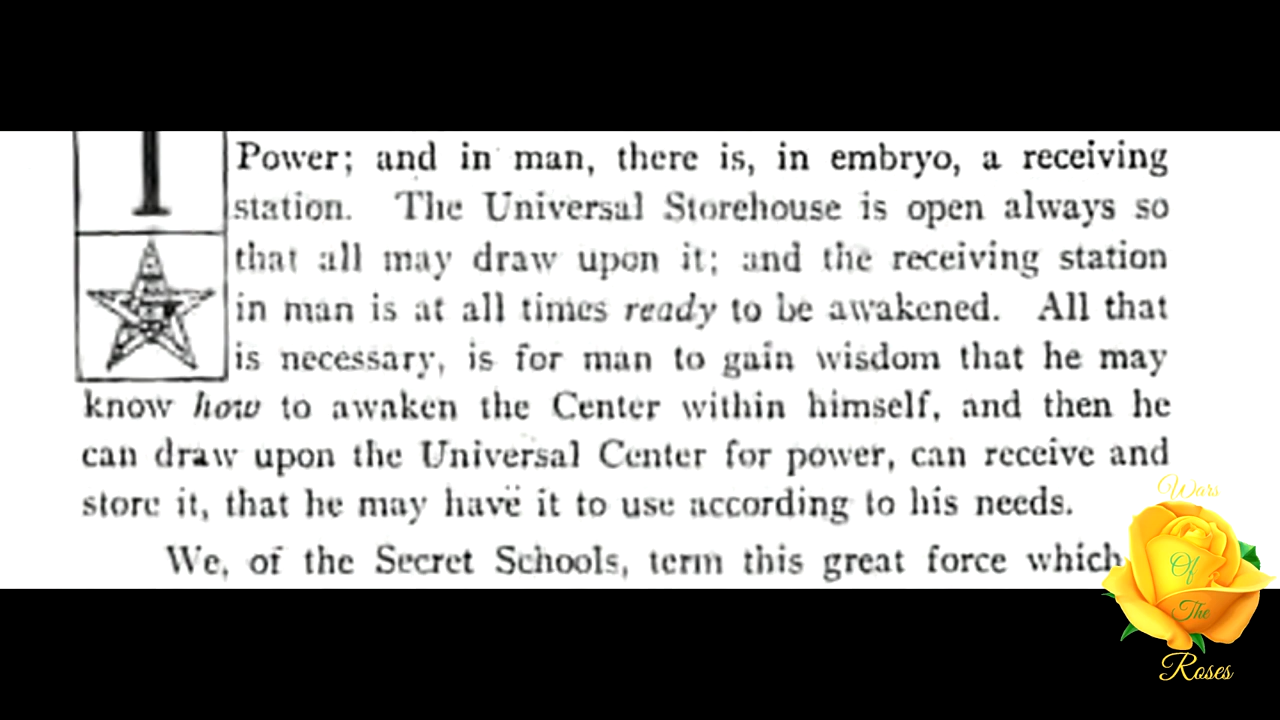 Power; and in man, there is, in embryo, a receiving
station. The Universal Storehouse is open always so
that all may draw upon it; and the receiving station
in man is at all times ready to be awakened. All that
is necessary, is for man to gain wisdom that he may
know how to awaken the Center within himself, and then he
can draw upon the Universal Center for power, can receive and
store it, that he may have it to use according to his needs.
We, of the Secret Schools, term this great force which
Wars
Of
The
Roses